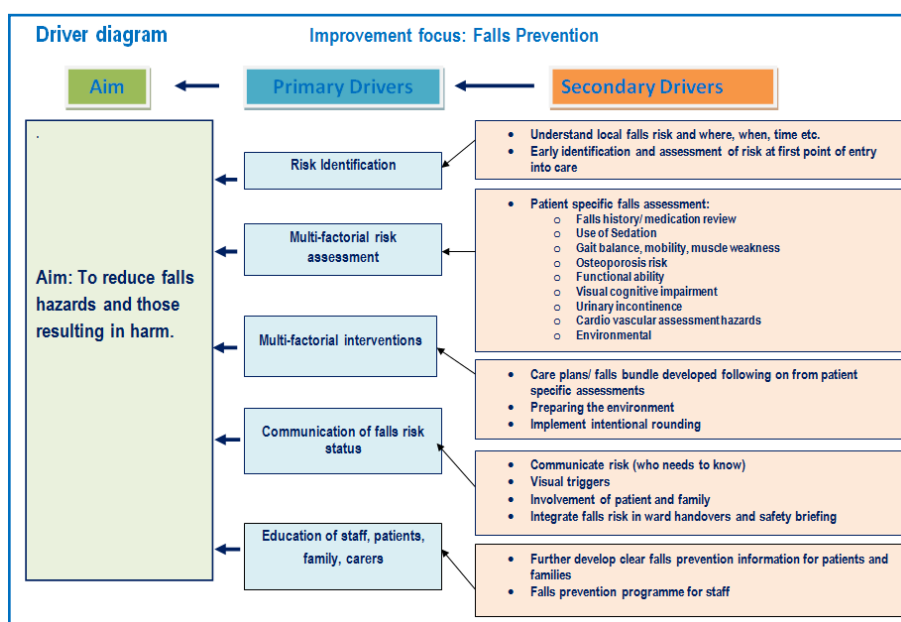 Driver diagram
Improvement focus: Falls Prevention
Aim
Primary Drivers
Secondary Drivers
.
Aim: To reduce falls
hazards and those
resulting in harm.
Risk Identification
Multi-factorial risk
assessment
Multi-factorial interventions
Communication of falls risk
status
Education of staff, patients,
family, carers
• Understand local falls risk and where, when, time etc.
• Early identification and assessment of risk at first point of entry
into care
• Patient specific falls assessment:
o Falls history/ medication review
o Use of Sedation
o Gait balance, mobility, muscle weakness
o Osteoporosis risk
o Functional ability
o Visual cognitive impairment
o Urinary incontinence
o Cardio vascular assessment hazards
o Environmental
• Care plans/ falls bundle developed following on from patient
specific assessments
• Preparing the environment
• Implement intentional rounding
• Communicate risk (who needs to know)
• Visual triggers
• Involvement of patient and family
• Integrate falls risk in ward handovers and safety briefing
• Further develop clear falls prevention information for patients and
families
• Falls prevention programme for staff